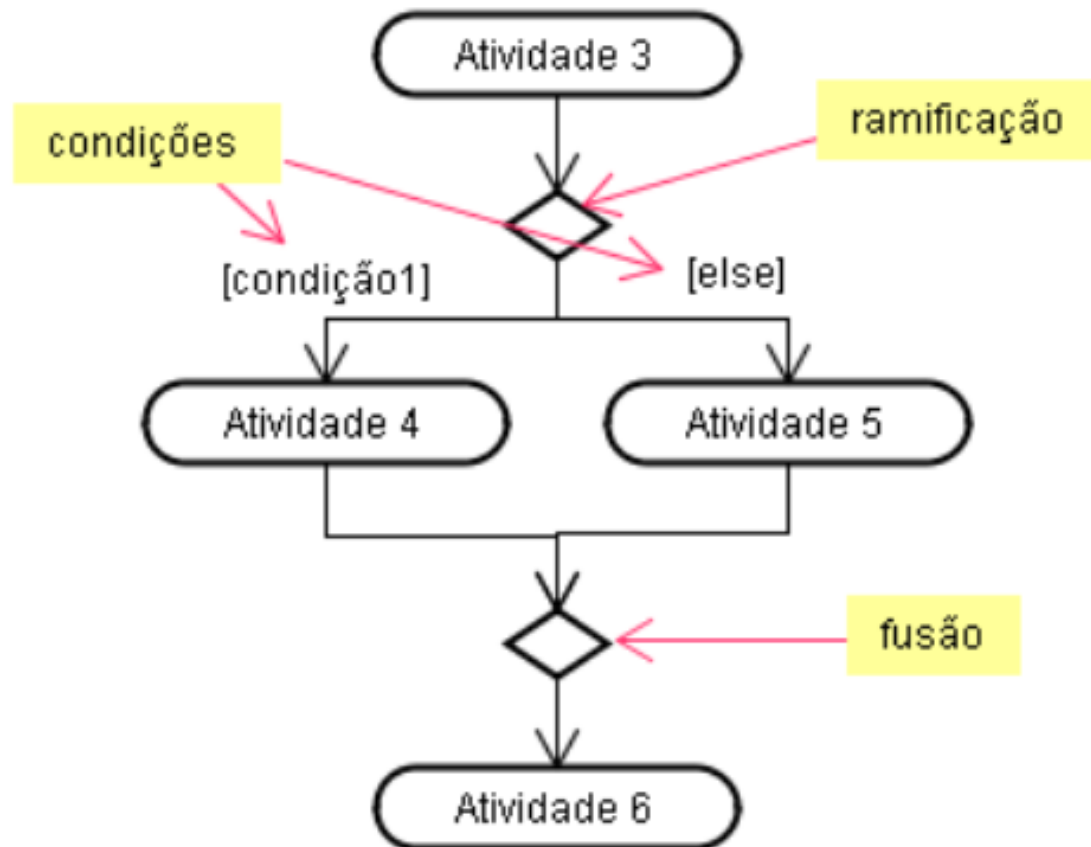 Atividade 3
ramificação
condições
[condição1]
[else]
Atividade 4
Atividade 5
fusão
Atividade 6